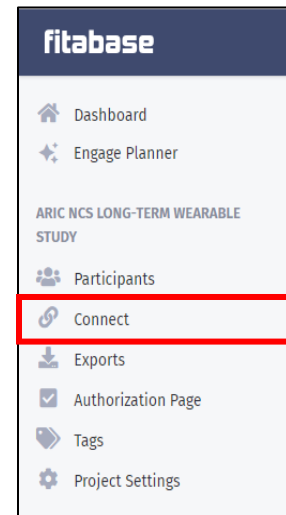 fitabase
Dashboard
Engage Planner
ARIC NCS LONG-TERM WEARABLE
STUDY
Participants
Connect
Exports
Authorization Page
Tags
Project Settings